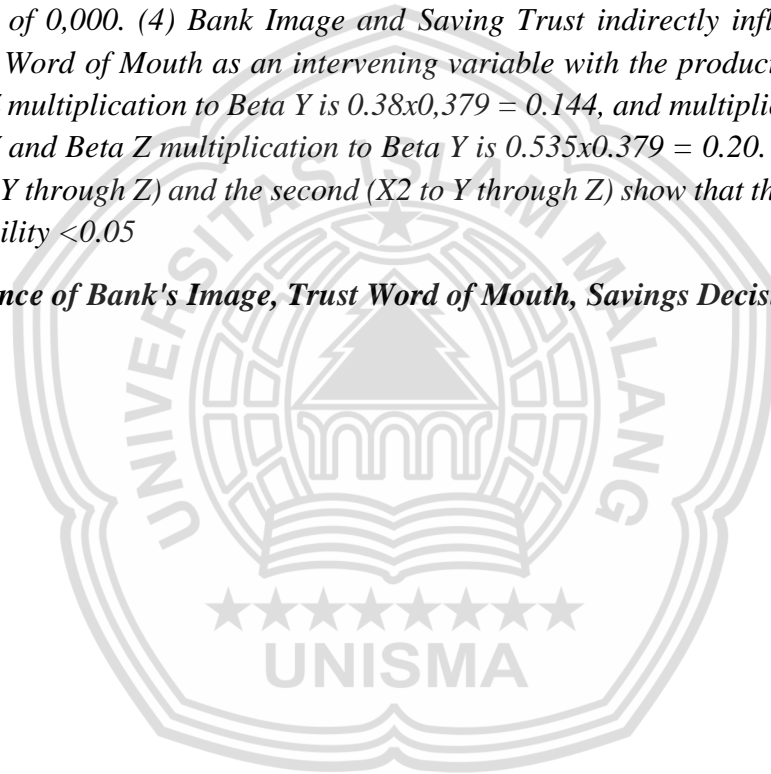 of 0,000. (4) Bank Image and Saving Trust indirectly infl
Word of Mouth as an intervening variable with the product
multiplication to Beta Y is 0.38x0,379 = 0.144, and multiplic
and Beta Z multiplication to Beta Y is 0.535x0.379 = 0.20.
Y through Z) and the second (X2 to Y through Z) show that th
ility <0.05
nce of Bank's Image, Trust Word of Mouth, Savings Decis
UNIVERSITAS ISLAM MALANG
UNISMA